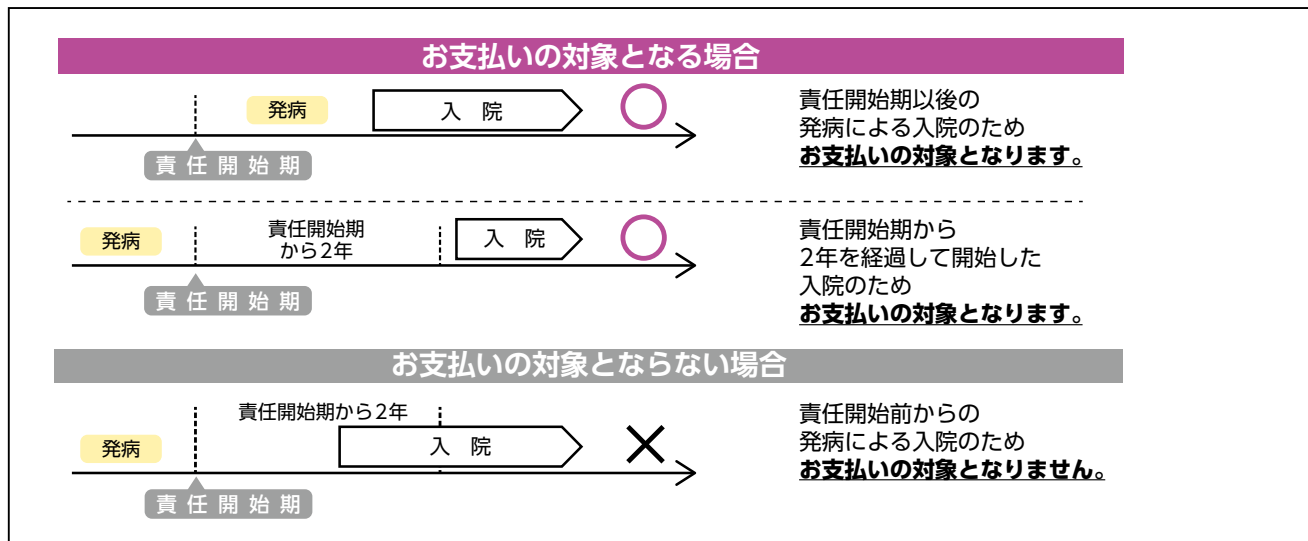 お支払いの対象となる場合
発病
入 院
責任開始期
責任開始期以後の
発病による入院のため
お支払いの対象となります。
発病
責任開始期
から2年
入 院
責任開始期
責任開始期から
2年を経過して開始した
入院のため
お支払いの対象となります。
お支払いの対象とならない場合
責任開始期から2年
発病
入 院
責任開始期
責任開始前からの
発病による入院のため
お支払いの対象となりません。